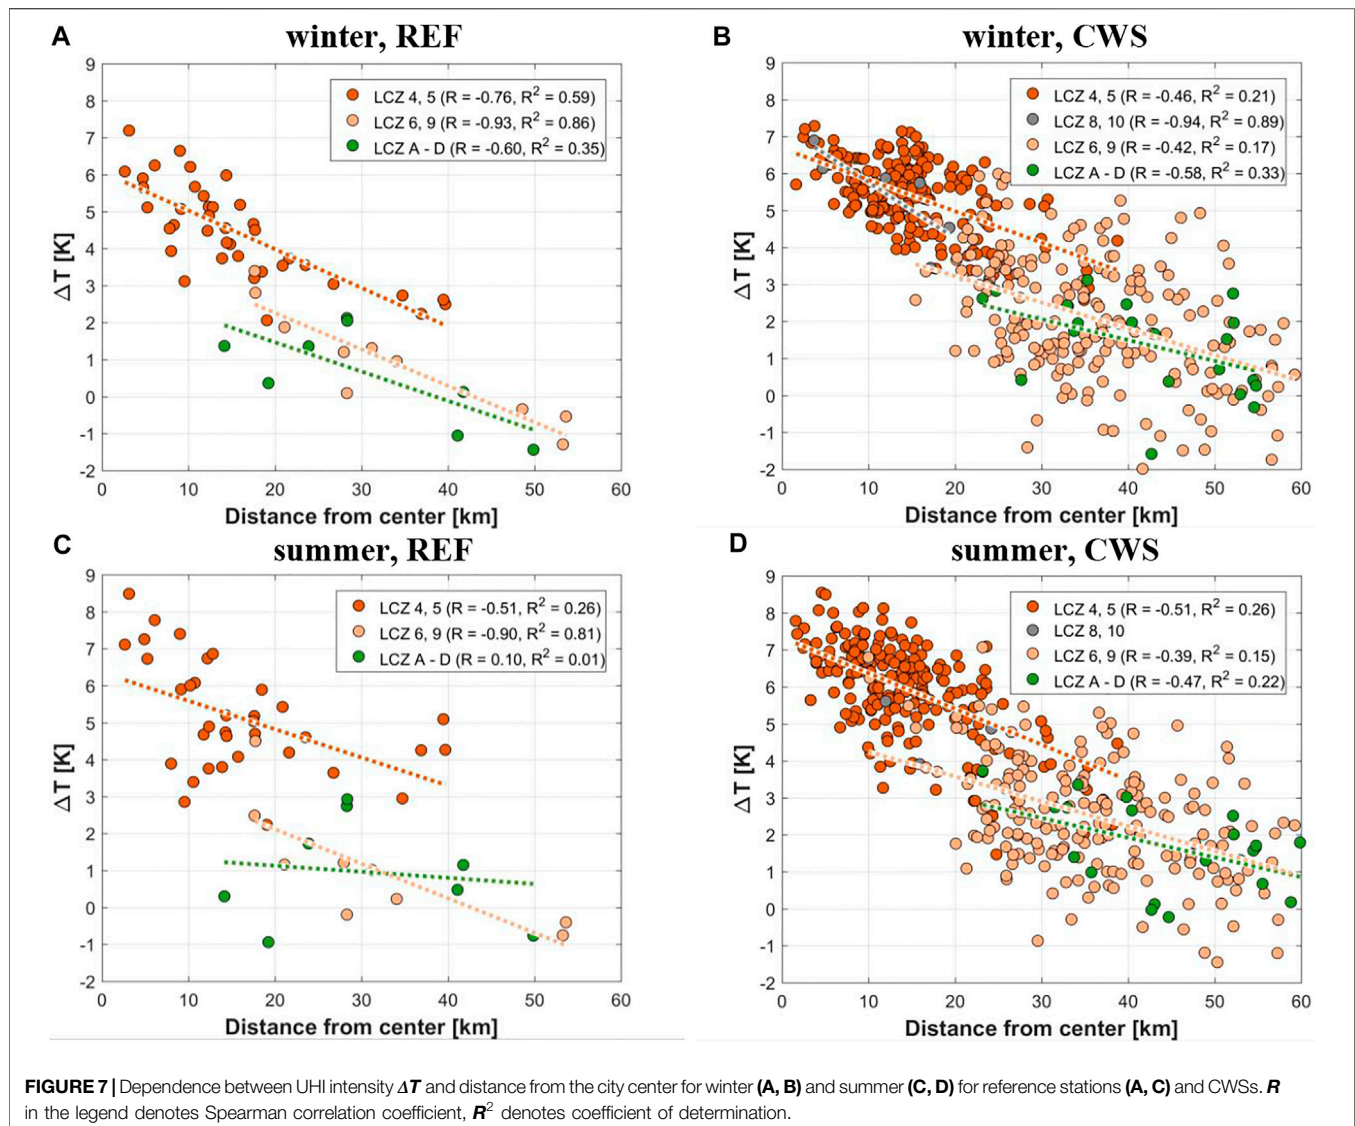 A
winter, REF
9
8
7
6
5
4
3
2
1
0
-1
-2
ΔT [K]
LCZ 4, 5 (R = -0.76, R² = 0.59)
LCZ 6, 9 (R = -0.93, R² = 0.86)
LCZ A - D (R = -0.60, R² = 0.35)
0 10 20 30 40 50 60
Distance from center [km]
B
winter, CWS
9
8
7
6
5
4
3
2
1
0
-1
-2
ΔT [K]
LCZ 4, 5 (R = -0.46, R² = 0.21)
LCZ 8, 10 (R = -0.94, R² = 0.89)
LCZ 6, 9 (R = -0.42, R² = 0.17)
LCZ A - D (R = -0.58, R² = 0.33)
0 10 20 30 40 50 60
Distance from center [km]
C
summer, REF
9
8
7
6
5
4
3
2
1
0
-1
-2
ΔT [K]
LCZ 4, 5 (R = -0.51, R² = 0.26)
LCZ 6, 9 (R = -0.90, R² = 0.81)
LCZ A - D (R = 0.10, R² = 0.01)
0 10 20 30 40 50 60
Distance from center [km]
D
summer, CWS
9
8
7
6
5
4
3
2
1
0
-1
-2
ΔT [K]
LCZ 4, 5 (R = -0.51, R² = 0.26)
LCZ 8, 10
LCZ 6, 9 (R = -0.39, R² = 0.15)
LCZ A - D (R = -0.47, R² = 0.22)
0 10 20 30 40 50 60
Distance from center [km]
FIGURE 7 | Dependence between UHI intensity ΔT and distance from the city center for winter (A, B) and summer (C, D) for reference stations (A, C) and CWSs. R
in the legend denotes Spearman correlation coefficient, R² denotes coefficient of determination.